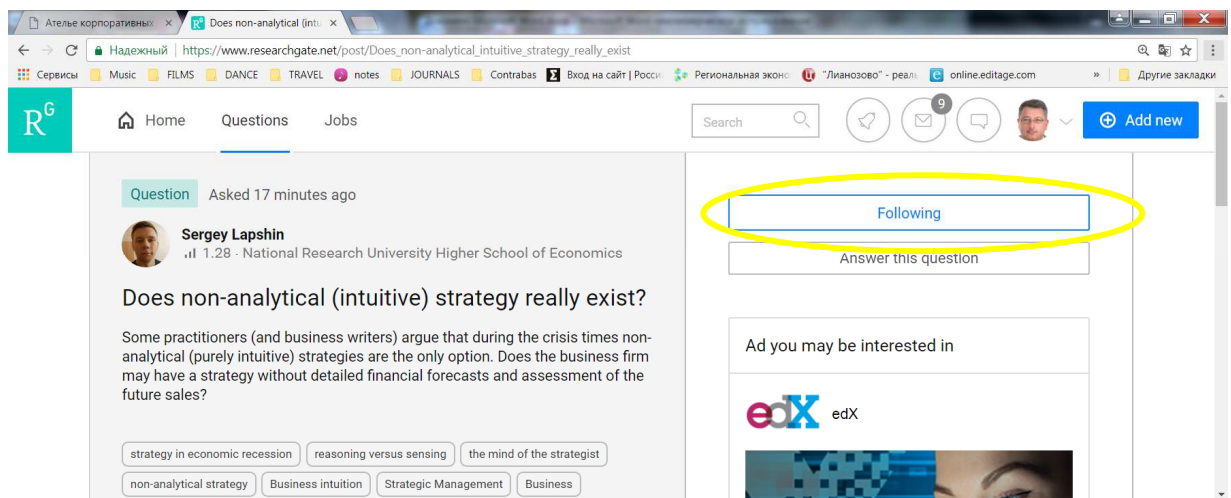 Ателье корпоративных
Does non-analytical (intu
Надежный https://www.researchgate.net/post/Does_non-analytical_intuitive_strategy_really_exist
Сервисы Music FILMS DANCE TRAVEL notes JOURNALS Contrabas Вход на сайт | Росси Региональная эконо "Лианозово" - реаль online.editage.com » Другие закладки
RG Home Questions Jobs Search 9 Add new
Question Asked 17 minutes ago
Sergey Lapshin
1.28 · National Research University Higher School of Economics
Does non-analytical (intuitive) strategy really exist?
Some practitioners (and business writers) argue that during the crisis times non-
analytical (purely intuitive) strategies are the only option. Does the business firm
may have a strategy without detailed financial forecasts and assessment of the
future sales?
strategy in economic recession reasoning versus sensing the mind of the strategist
non-analytical strategy Business intuition Strategic Management Business
Following
Answer this question
Ad you may be interested in
edX edX